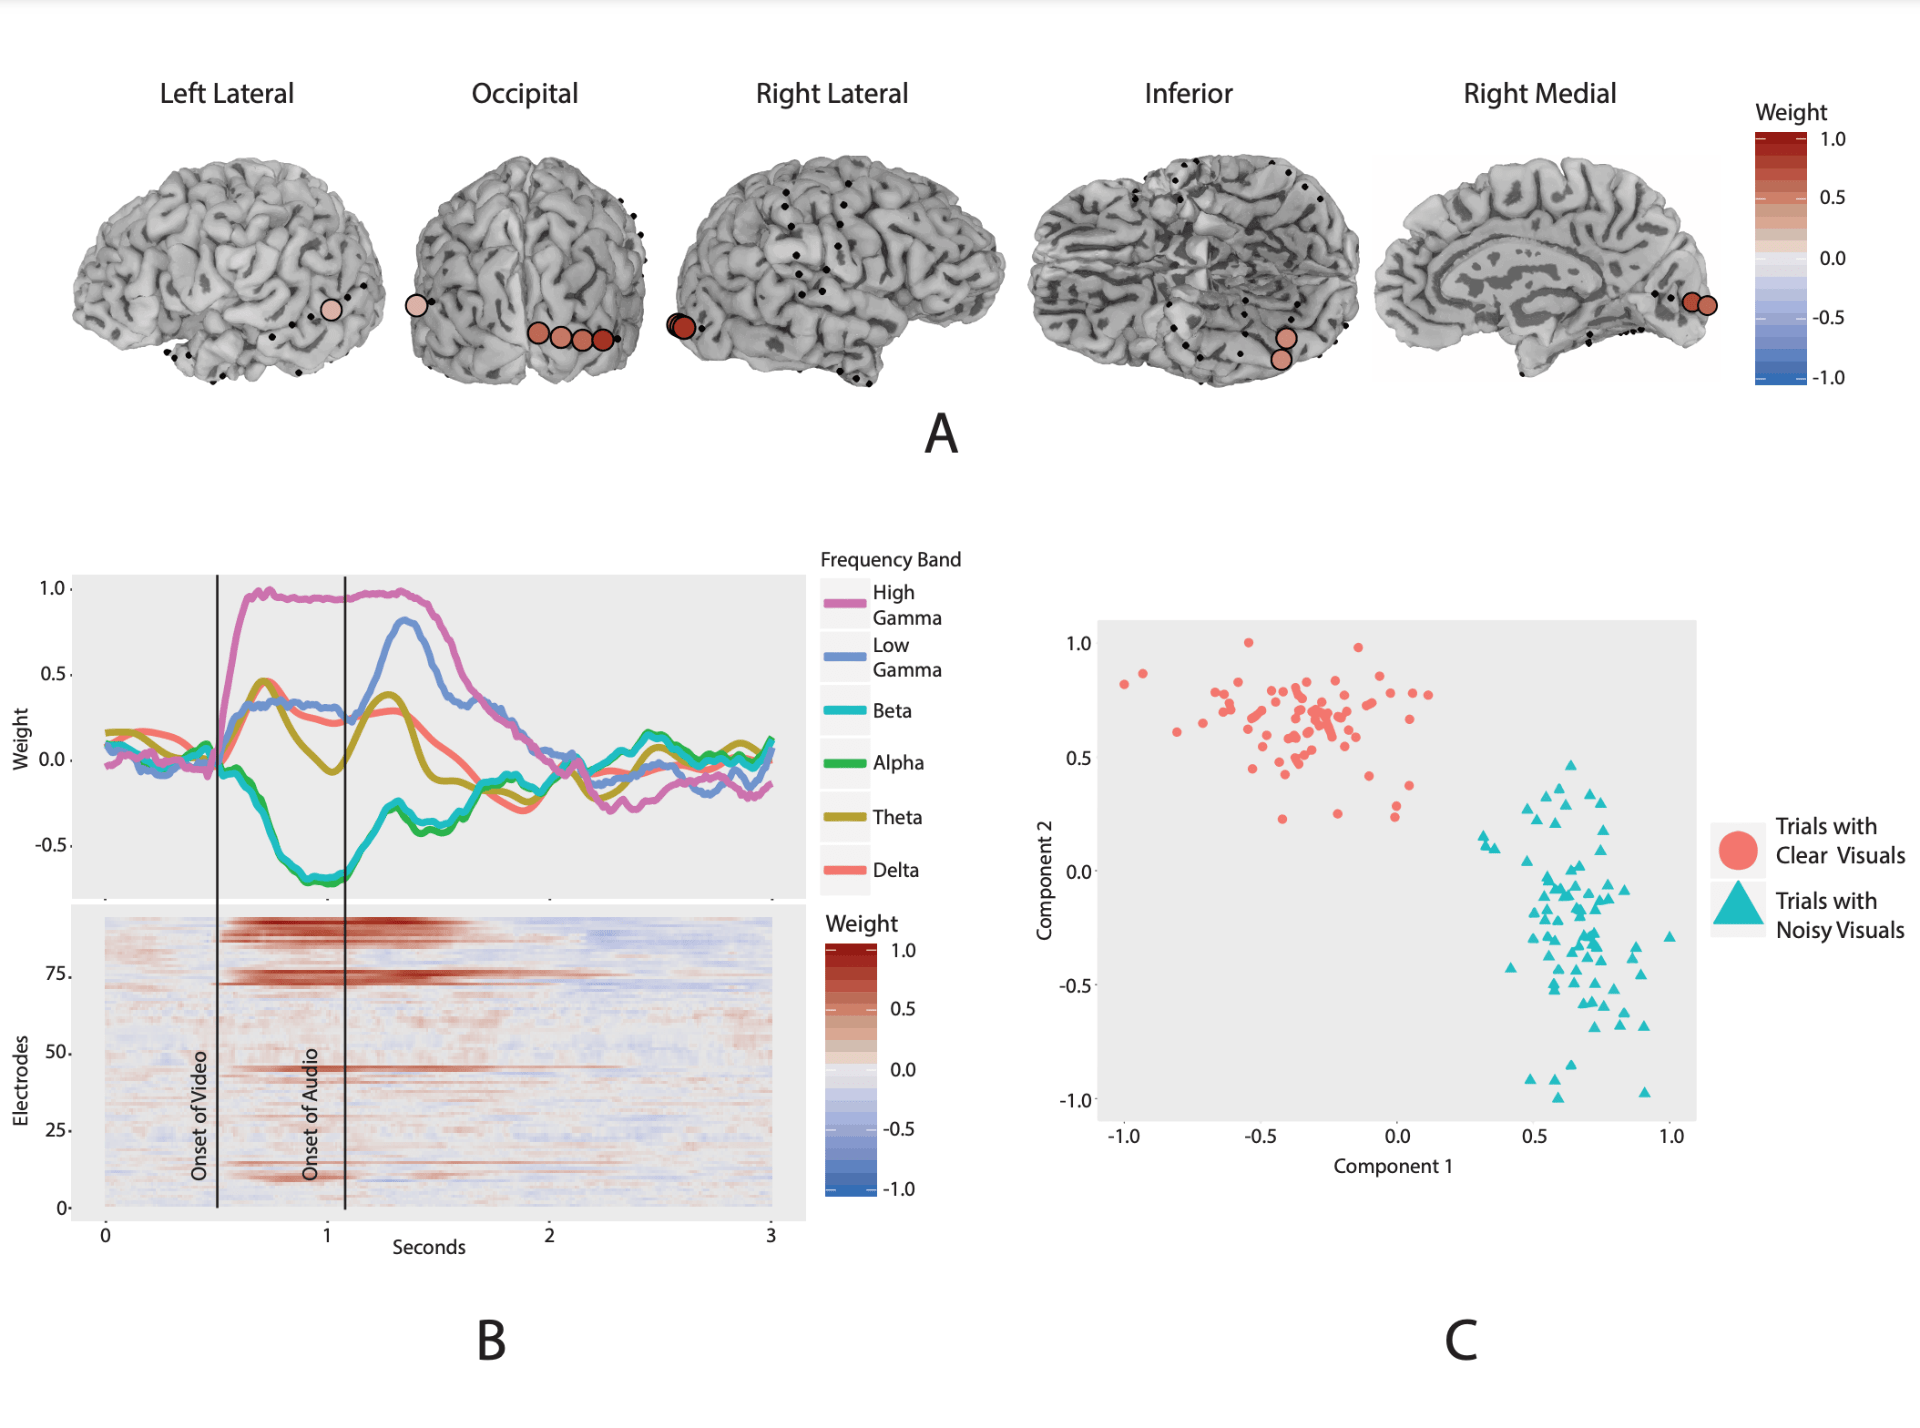 Left Lateral
Occipital
Right Lateral
Inferior
Right Medial
Weight
1.0
0.5
0.0
-0.5
-1.0
A
Frequency Band
High
Gamma
Low
Gamma
Beta
Alpha
Theta
Delta
Weight
1.0
0.5
0.0
-0.5
Weight
1.0
0.5
0.0
-0.5
-1.0
Electrodes
75
50
25
0
Onset of Video
Onset of Audio
0
1
2
3
Seconds
B
Component 2
1.0
0.5
0.0
-0.5
-1.0
-1.0
-0.5
0.0
0.5
1.0
Component 1
Trials with
Clear Visuals
Trials with
Noisy Visuals
C